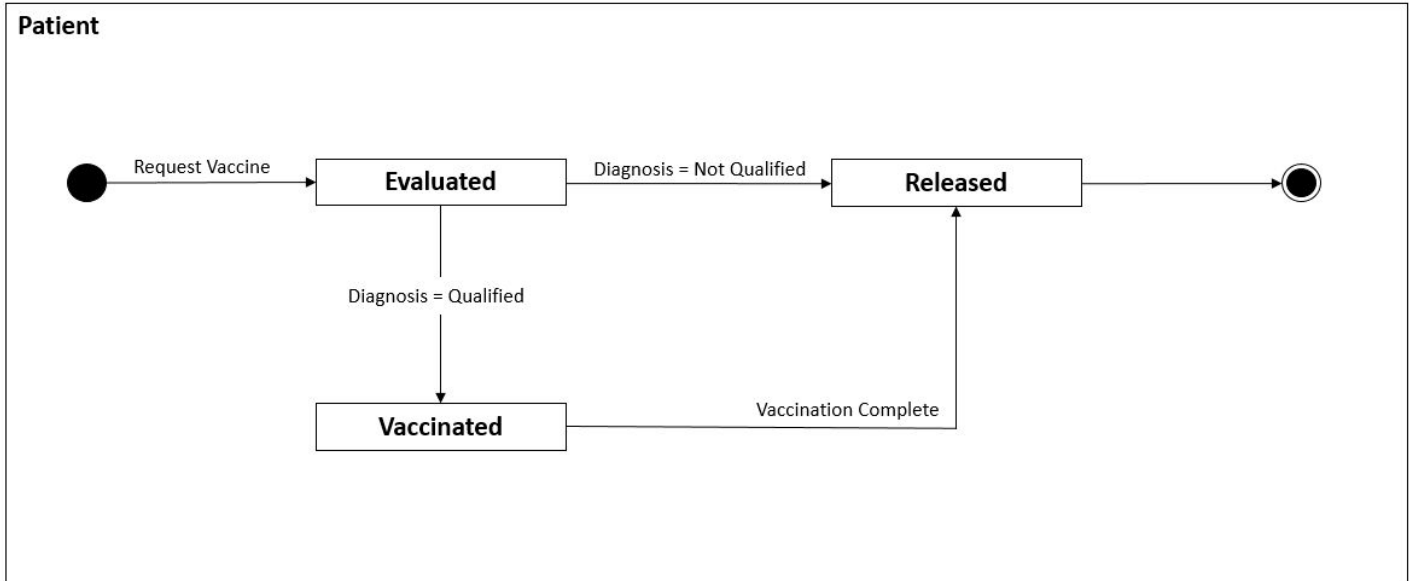 Patient
Request Vaccine
Evaluated
Diagnosis = Not Qualified
Released
Diagnosis = Qualified
Vaccinated
Vaccination Complete